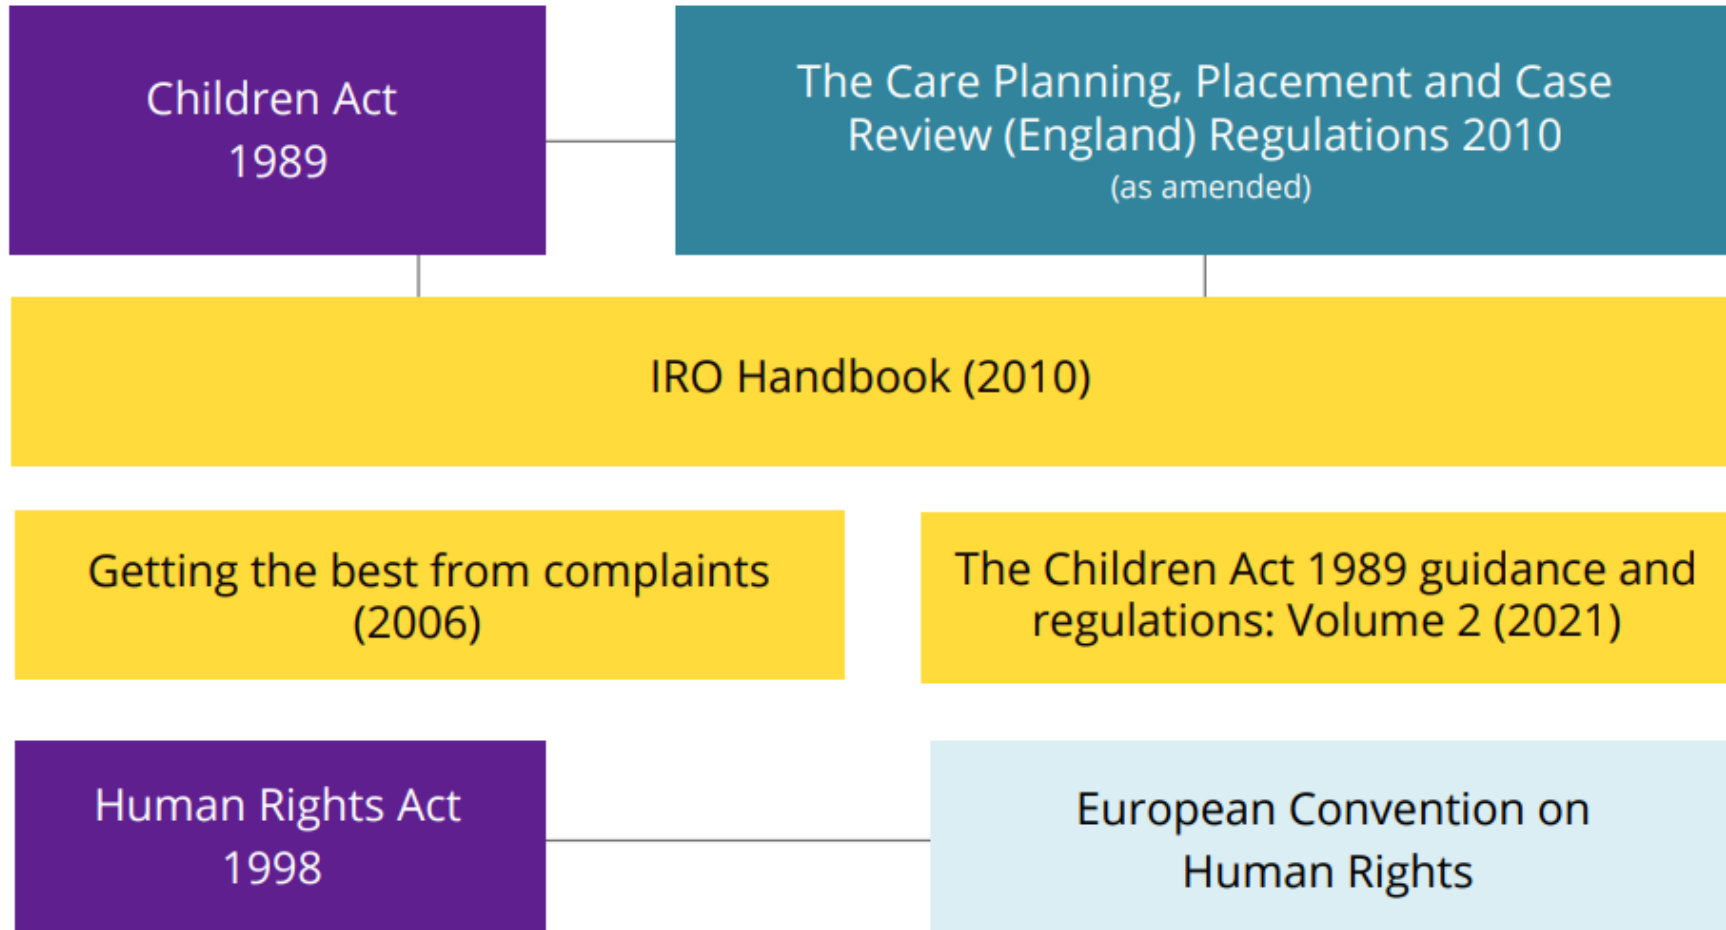 Children Act
1989
The Care Planning, Placement and Case
Review (England) Regulations 2010
(as amended)
IRO Handbook (2010)
Getting the best from complaints
(2006)
The Children Act 1989 guidance and
regulations: Volume 2 (2021)
Human Rights Act
1998
European Convention on
Human Rights